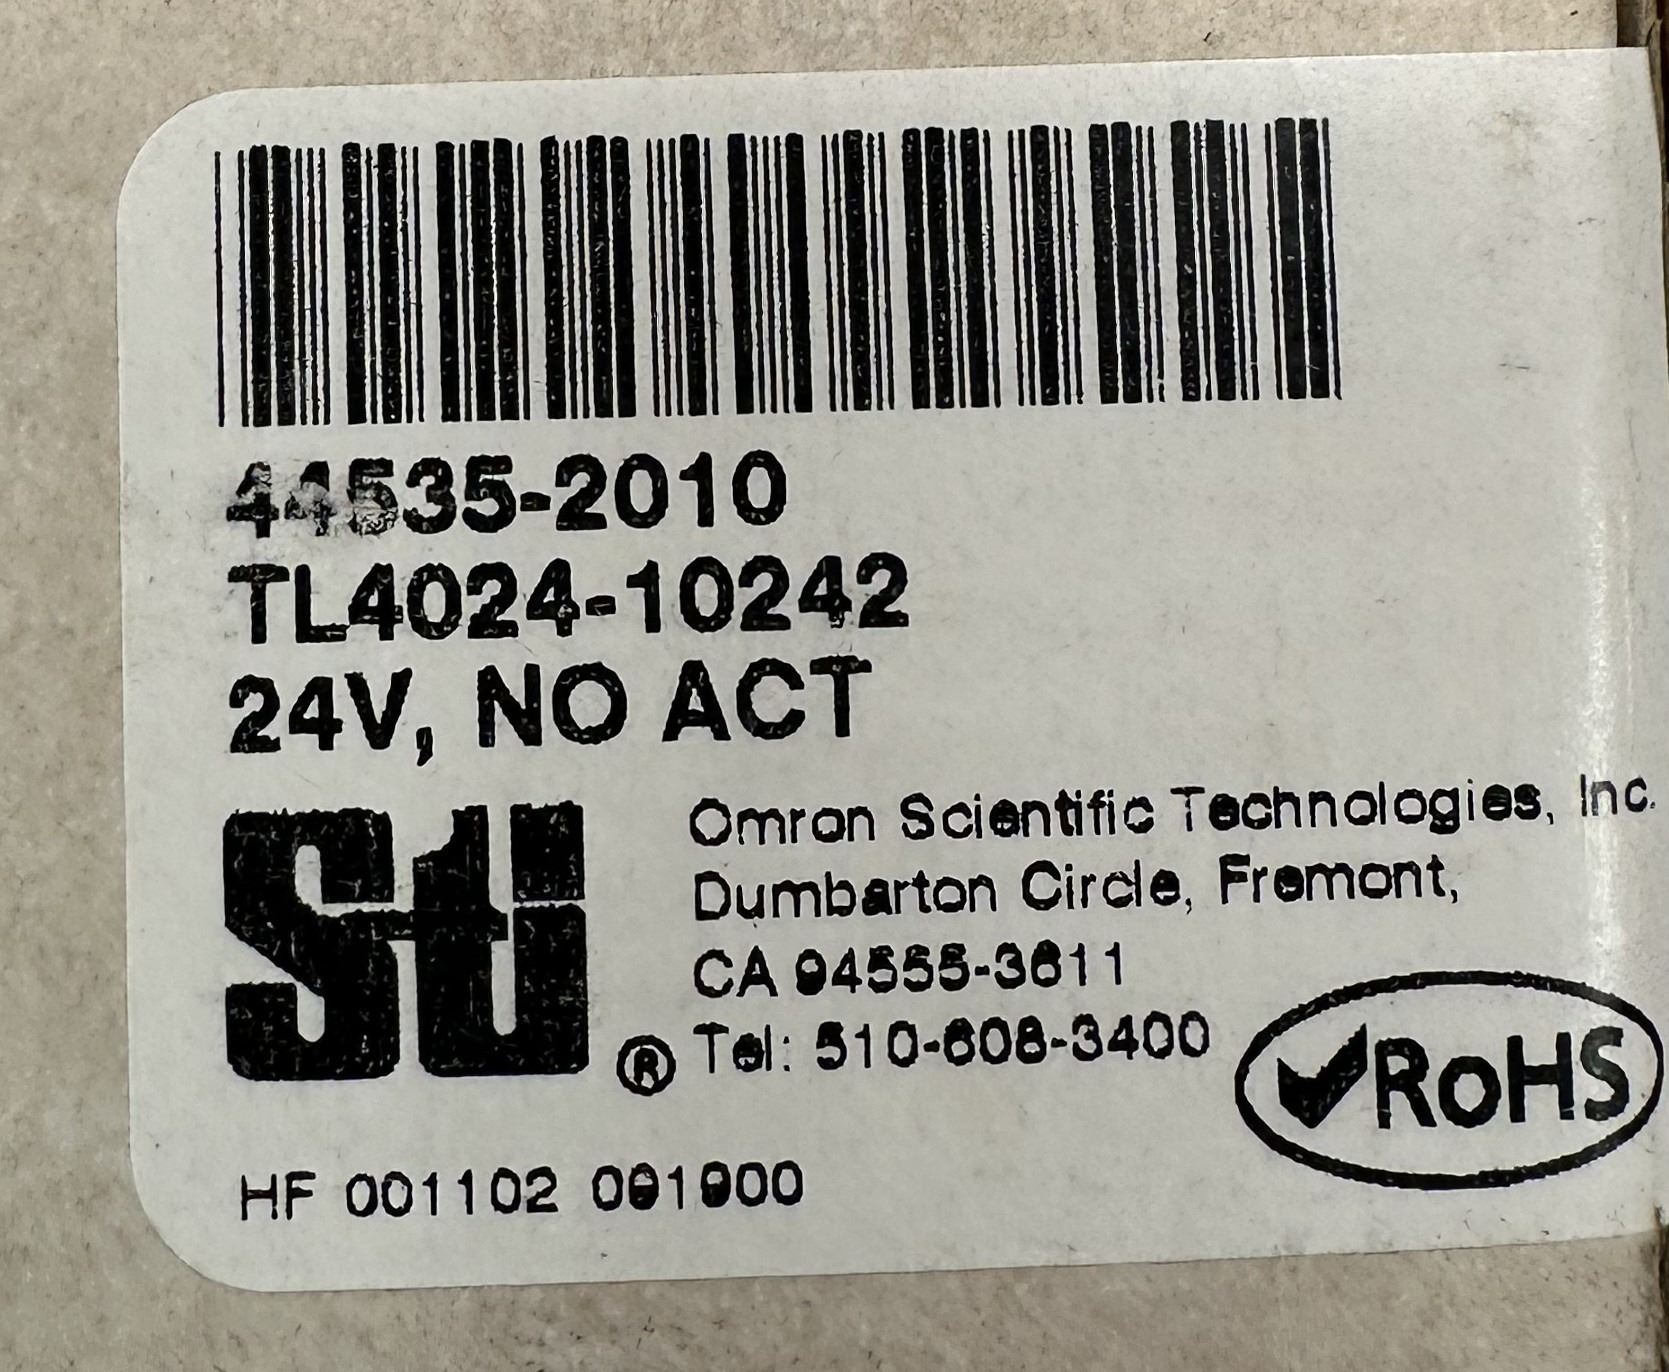 44535-2010
TL4024-10242
24V, NO ACT
Sti ®
Omron Scientific Technologies, Inc.
Dumbarton Circle, Fremont,
CA 94555-3611
Tel: 510-608-3400
✓RoHS
HF 001102 091900